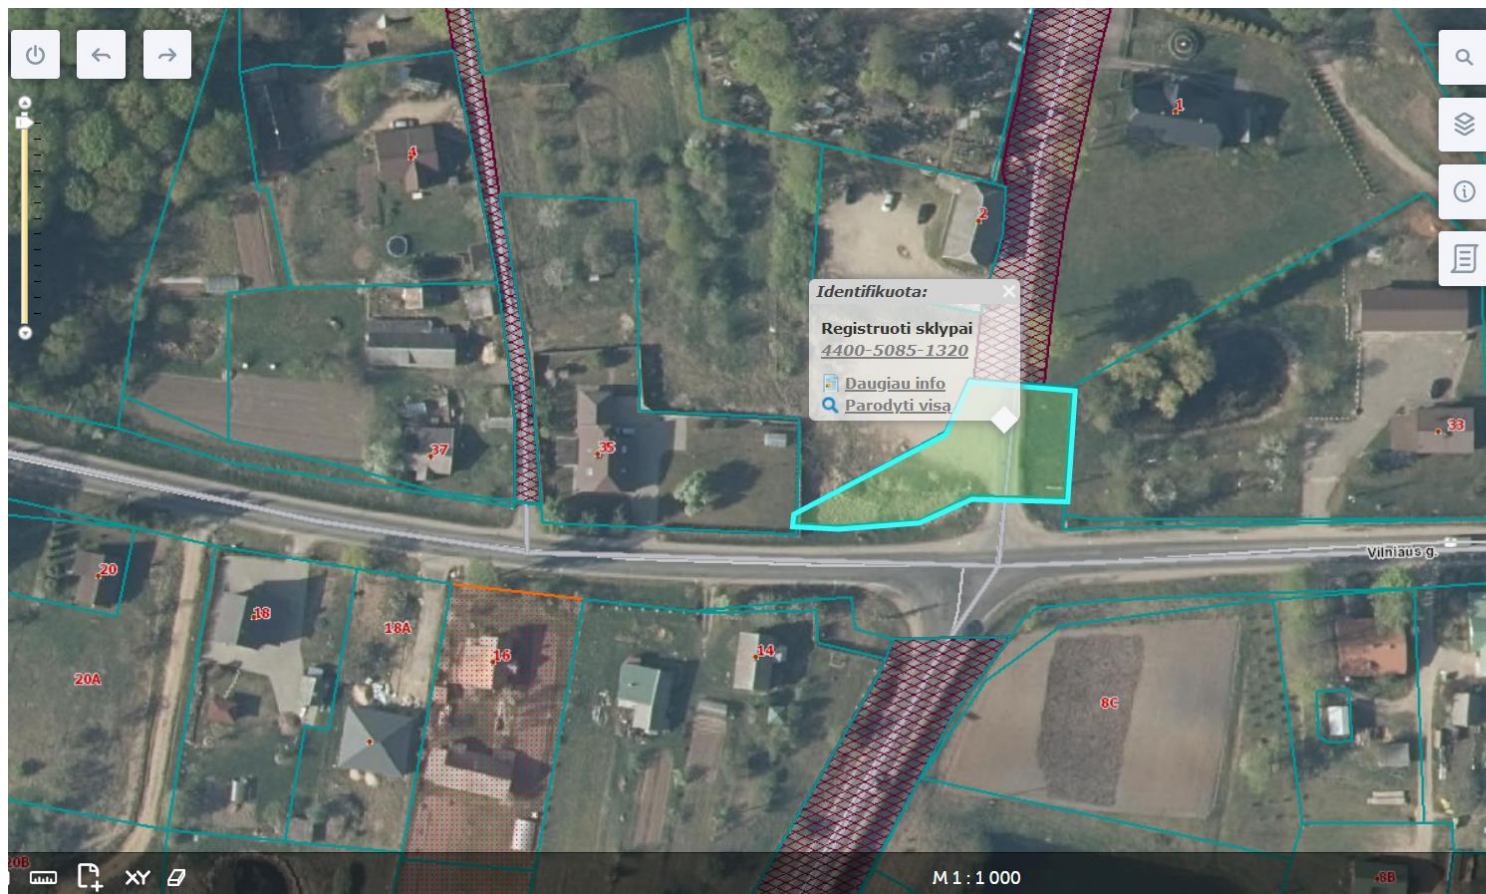 1
4
2
Identifikuota:
Registruoti sklypai
4400-5085-1320
Daugiau info
Parodyti visą
33
35
37
Vilniaus g.
20
18
18A
16
14
20A
8C
20B
XY
M 1 : 1 000
8B